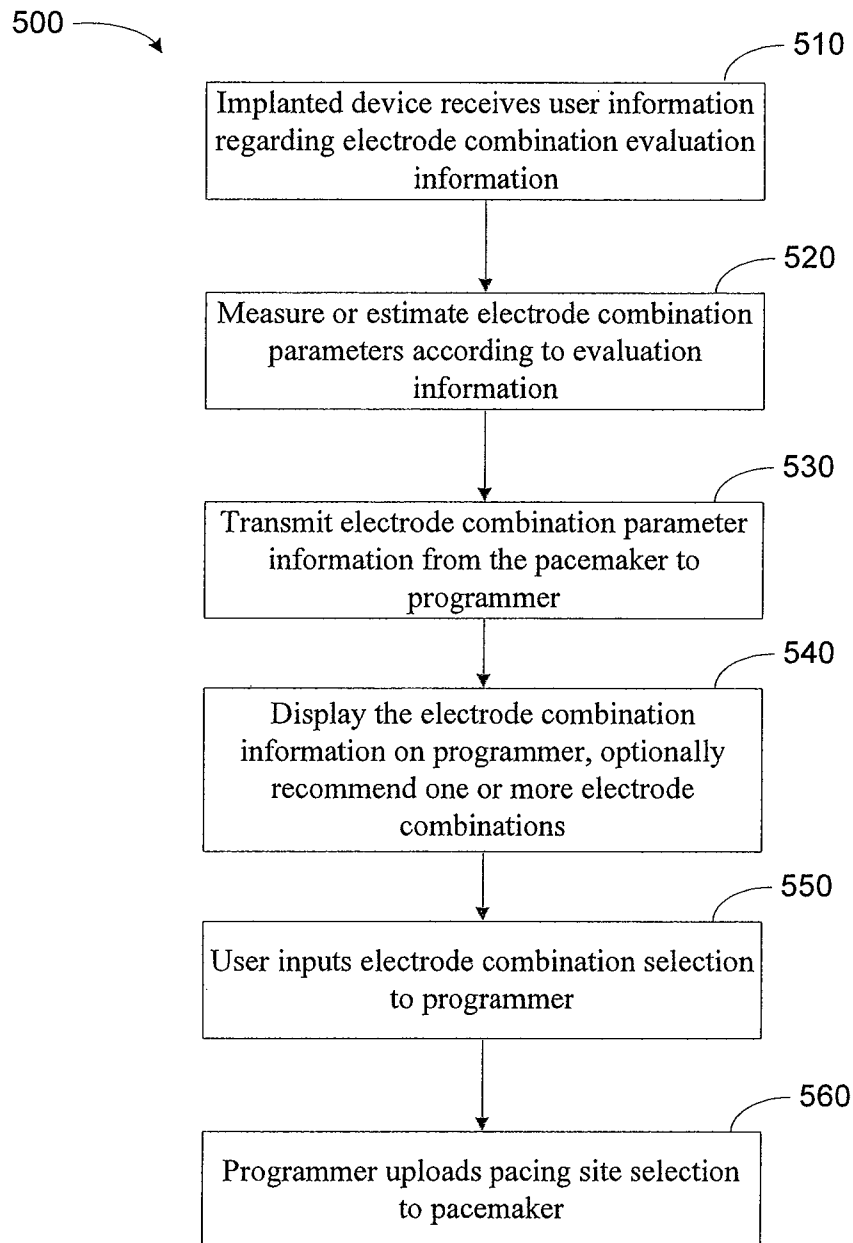 500
510
Implanted device receives user information
regarding electrode combination evaluation
information
520
Measure or estimate electrode combination
parameters according to evaluation
information
530
Transmit electrode combination parameter
information from the pacemaker to
programmer
540
Display the electrode combination
information on programmer, optionally
recommend one or more electrode
combinations
550
User inputs electrode combination selection
to programmer
560
Programmer uploads pacing site selection
to pacemaker